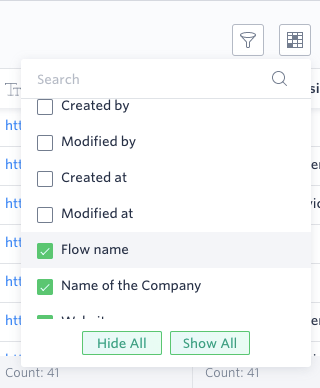 Search
Created by
Modified by
Created at
Modified at
Flow name
Name of the Company
Hide All
Show All
Count: 41
Count: 41